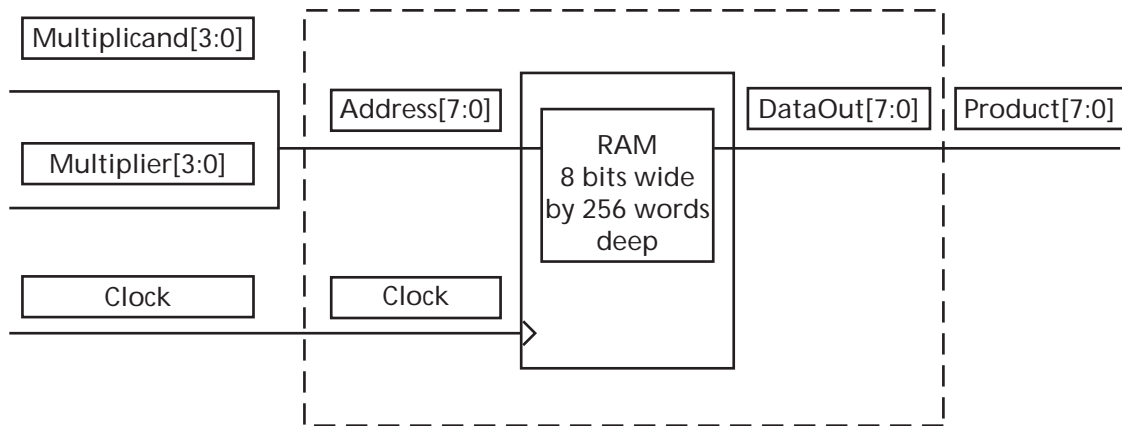 Multiplicand[3:0]
Address[7:0]
DataOut[7:0]
Product[7:0]
Multiplier[3:0]
RAM
8 bits wide
by 256 words
deep
Clock
Clock